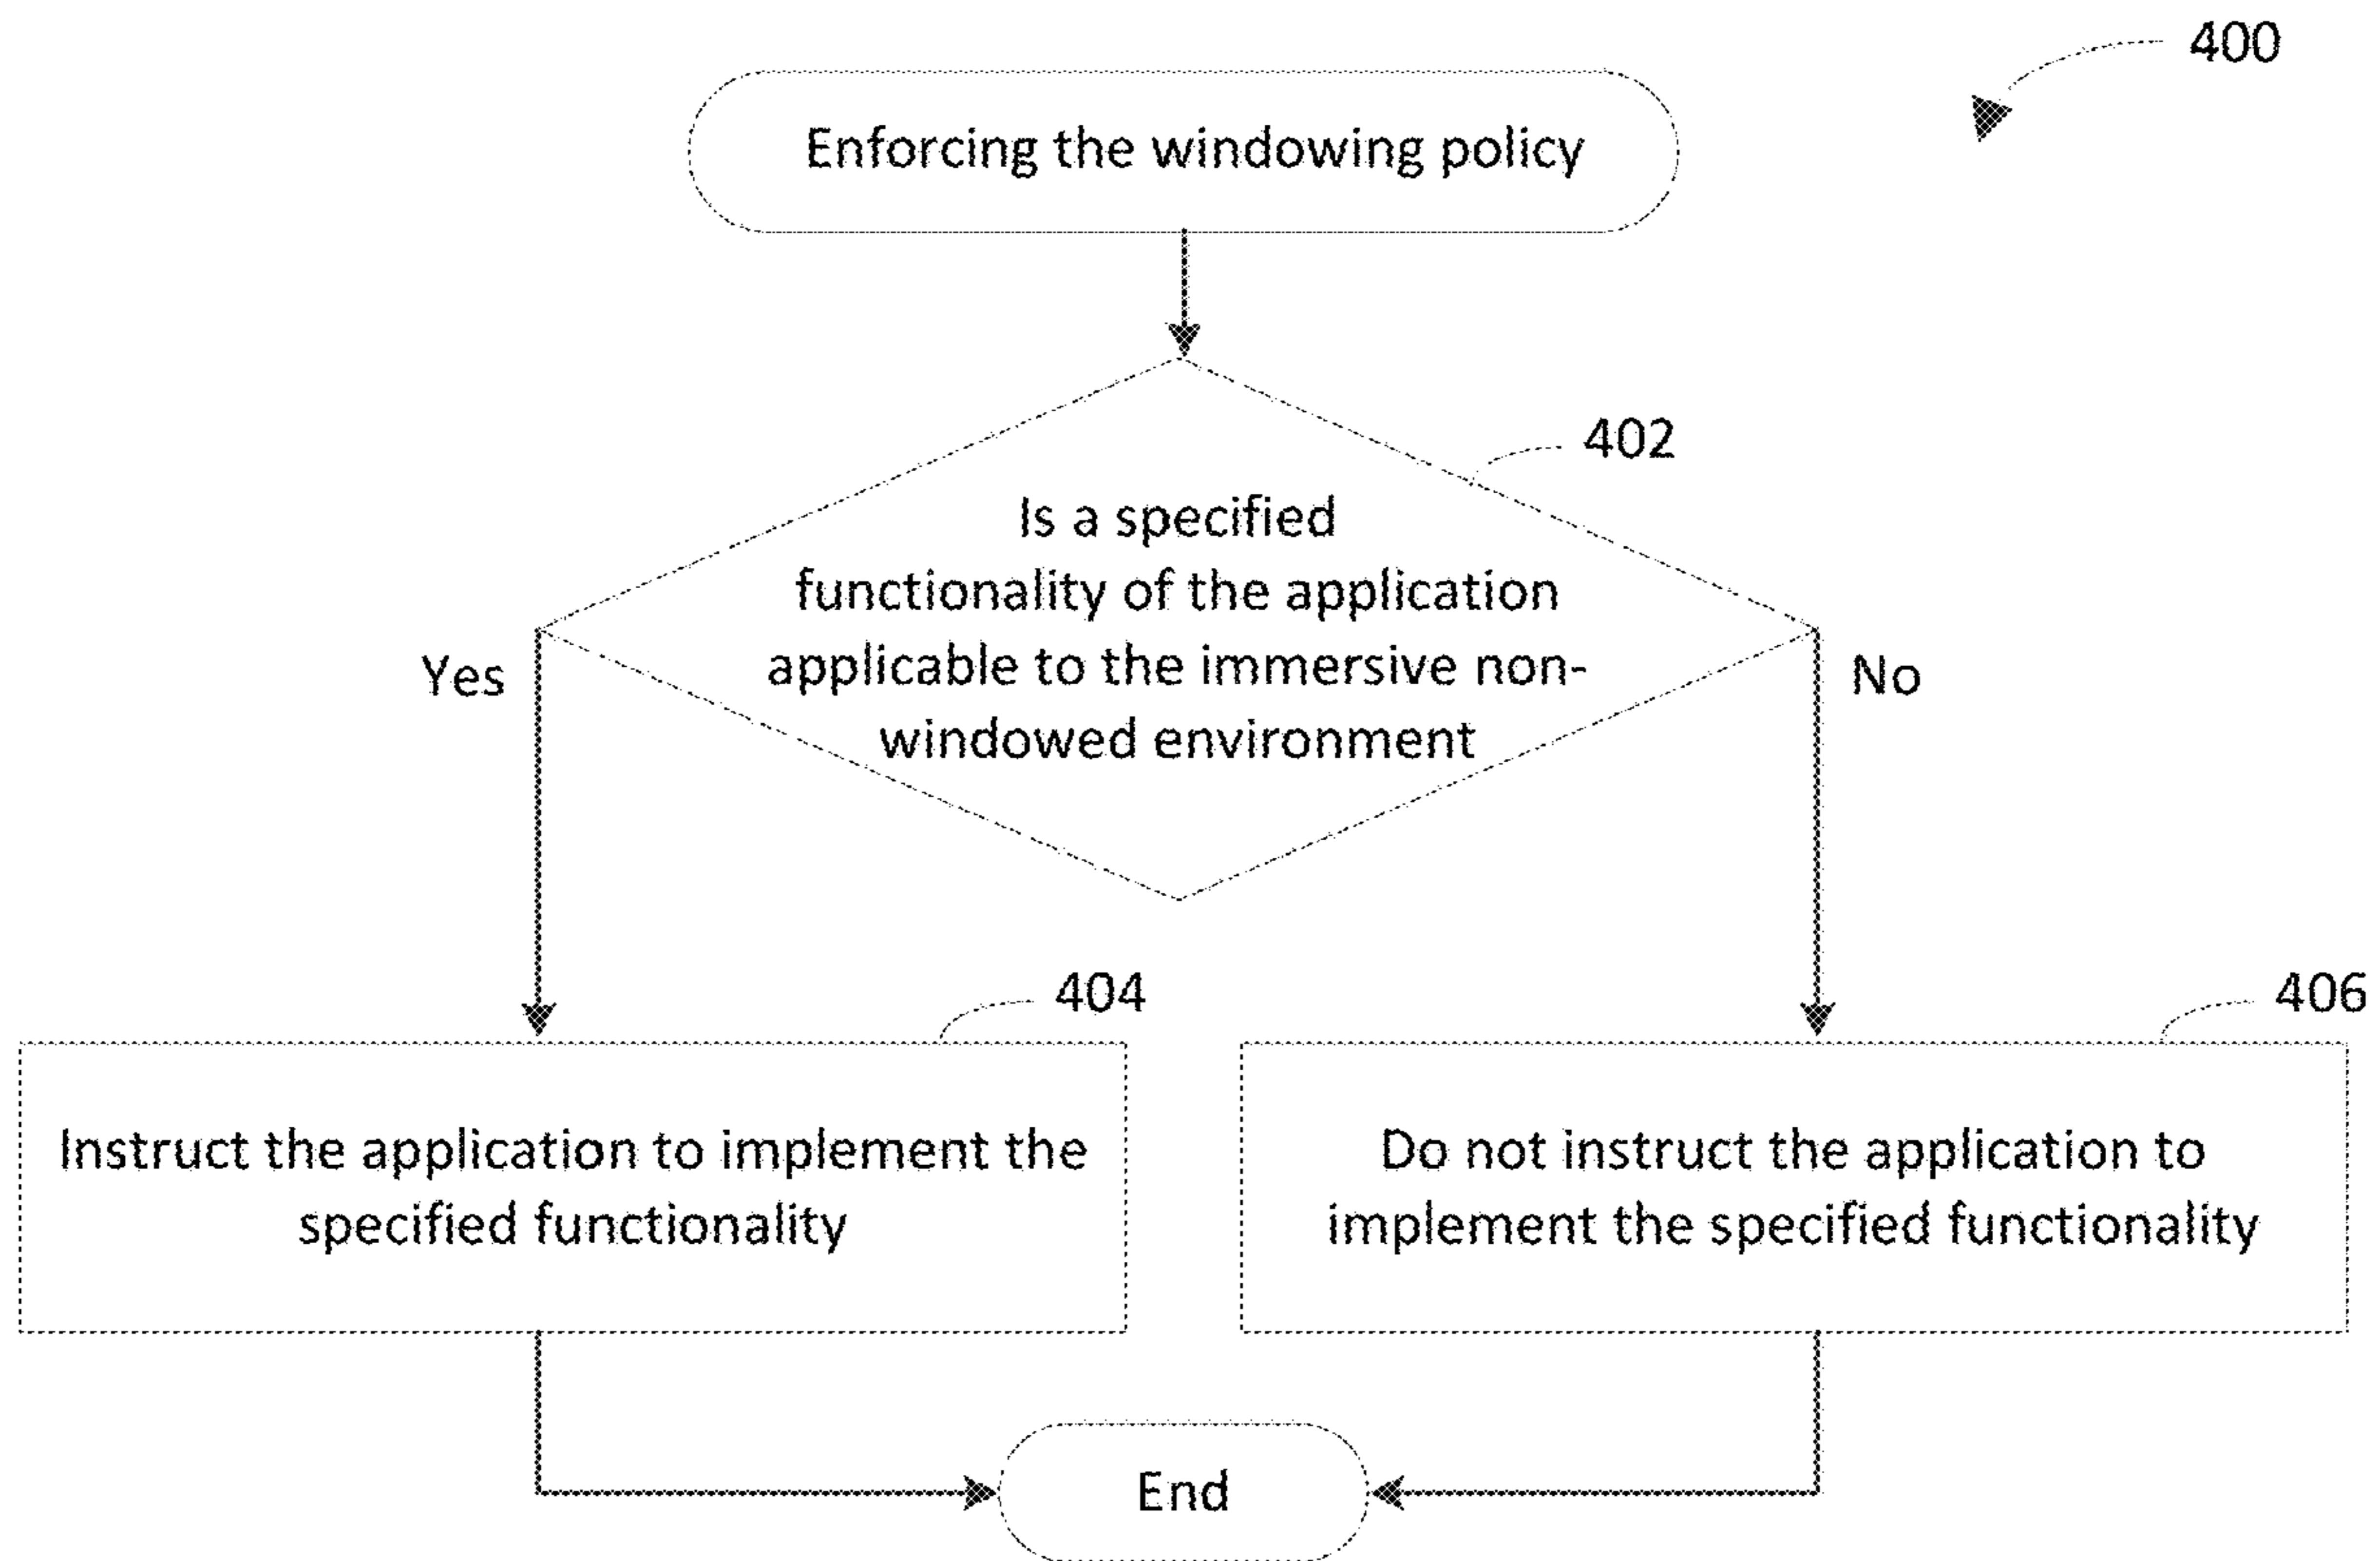 400
Enforcing the windowing policy
402
Is a specified
functionality of the application
applicable to the immersive non-
windowed environment
Yes
No
404
406
Instruct the application to implement the
specified functionality
Do not instruct the application to
implement the specified functionality
End